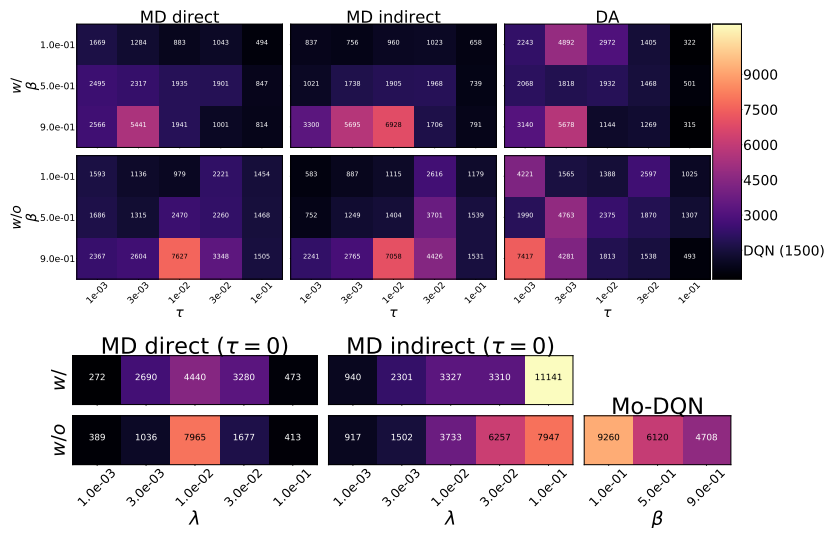 MD direct MD indirect DA
w/
β
1.0e-01 1669 1284 883 1043 494 837 756 960 1023 658 2243 4892 2972 1405 322
5.0e-01 2495 2317 1935 1901 847 1021 1738 1905 1968 739 2068 1818 1932 1468 501
9.0e-01 2566 5441 1941 1001 814 3300 5695 6928 1706 791 3140 5678 1144 1269 315
w/o
β
1.0e-01 1593 1136 979 2221 1454 583 887 1115 2616 1179 4221 1565 1388 2597 1025
5.0e-01 1686 1315 2470 2260 1468 752 1249 1404 3701 1539 1990 4763 2375 1870 1307
9.0e-01 2367 2604 7627 3348 1505 2241 2765 7058 4426 1531 7417 4281 1813 1538 493
1e-03 3e-03 1e-02 3e-02 1e-01 1e-03 3e-03 1e-02 3e-02 1e-01 1e-03 3e-03 1e-02 3e-02 1e-01
τ τ τ
9000
7500
6000
4500
3000
DQN (1500)
MD direct (τ = 0) MD indirect (τ = 0)
w/ 272 2690 4440 3280 473 940 2301 3327 3310 11141
Mo-DQN
w/o 389 1036 7965 1677 413 917 1502 3733 6257 7947 9260 6120 4708
1.0e-03 3.0e-03 1.0e-02 3.0e-02 1.0e-01 1.0e-03 3.0e-03 1.0e-02 3.0e-02 1.0e-01 1.0e-01 5.0e-01 9.0e-01
λ λ β